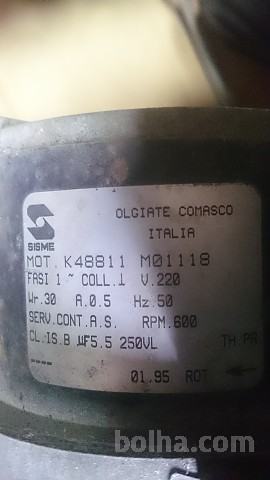 OLGIATE COMASCO
ITALIA
SISME
MOT. K48811 M01118
FASI 1 ~ COLL.⊥ V.220
Wr.30 A.0.5 Hz.50
SERV.CONT.A.S. RPM.600
CL.IS.B µF5.5 250VL TH.PR
----
01.95 ROT ←
bolha.com